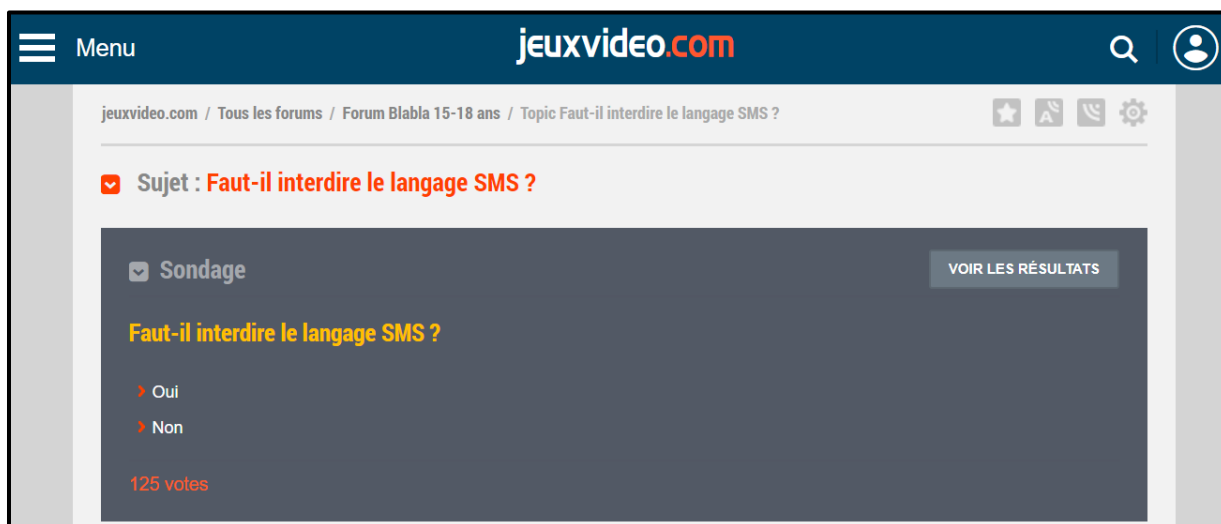 Menu
jeuxvideo.com
jeuxvideo.com / Tous les forums / Forum Blabla 15-18 ans / Topic Faut-il interdire le langage SMS ?
A
Sujet : Faut-il interdire le langage SMS ?
Sondage
VOIR LES RÉSULTATS
Faut-il interdire le langage SMS ?
Oui
Non
125 votes